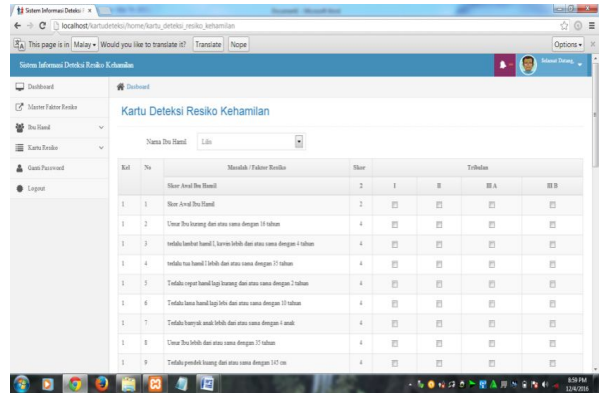 Sistem Informasi Deteksi
localhost/kartudeteksi/home/kartu_deteksi_resiko_kehamilan
This page is in Malay Would you like to translate it? Translate Nope Options
Sistem Informasi Deteksi Resiko Kehamilan
Selamat Datang,
Dashboard
Master Faktor Resiko
Ibu Hamil
Kartu Resiko
Ganti Password
Logout
Dashoard
Kartu Deteksi Resiko Kehamilan
Nama Ibu Hamil Lilis
Kel No Masalah / Faktor Resiko Skor Tribulan
Skor Awal Ibu Hamil 2 I II III A III B
1 1 Skor Awal Ibu Hamil 2
1 2 Umur Ibu kurang dari atau sama dengan 16 tahun 4
1 3 terlalu lambat hamil I, kawin lebih dari atau sama dengan 4 tahun 4
1 4 terlalu tua hamil I lebih dari atau sama dengan 35 tahun 4
1 5 Terlalu cepat hamil lagi kurang dari atau sama dengan 2 tahun 4
1 6 Terlalu lama hamil lagi lebi dari atau sama dengan 10 tahun 4
1 7 Terlalu banyak anak lebih dari atau sama dengan 4 anak 4
1 8 Umur Ibu lebih dari atau sama dengan 35 tahun 4
1 9 Terlalu pendek kurang dari atau sama dengan 145 cm 4
8:59 PM
12/4/2016